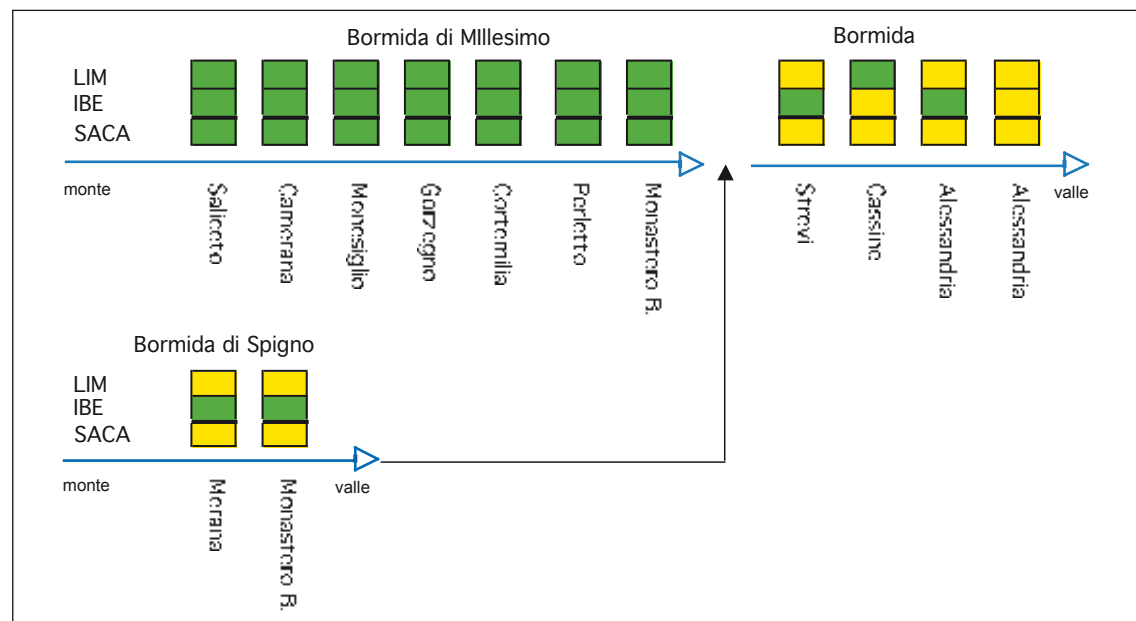 Bormida di MIllesimo
LIM
IBE
SACA
monte
Saliceto
Camerana
Monesiglio
Gorzegno
Cortemilia
Perletto
Monastero B.
Bormida
Strevi
Cassine
Alessandria
Alessandria
valle
Bormida di Spigno
LIM
IBE
SACA
monte
Merana
Monastero B.
valle